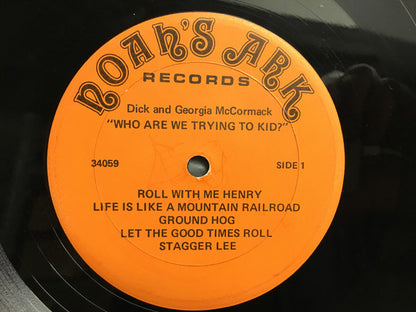 NOAH'S ARK
RECORDS
Dick and Georgia McCormack
"WHO ARE WE TRYING TO KID?"
34059
SIDE 1
ROLL WITH ME HENRY
LIFE IS LIKE A MOUNTAIN RAILROAD
GROUND HOG
LET THE GOOD TIMES ROLL
STAGGER LEE